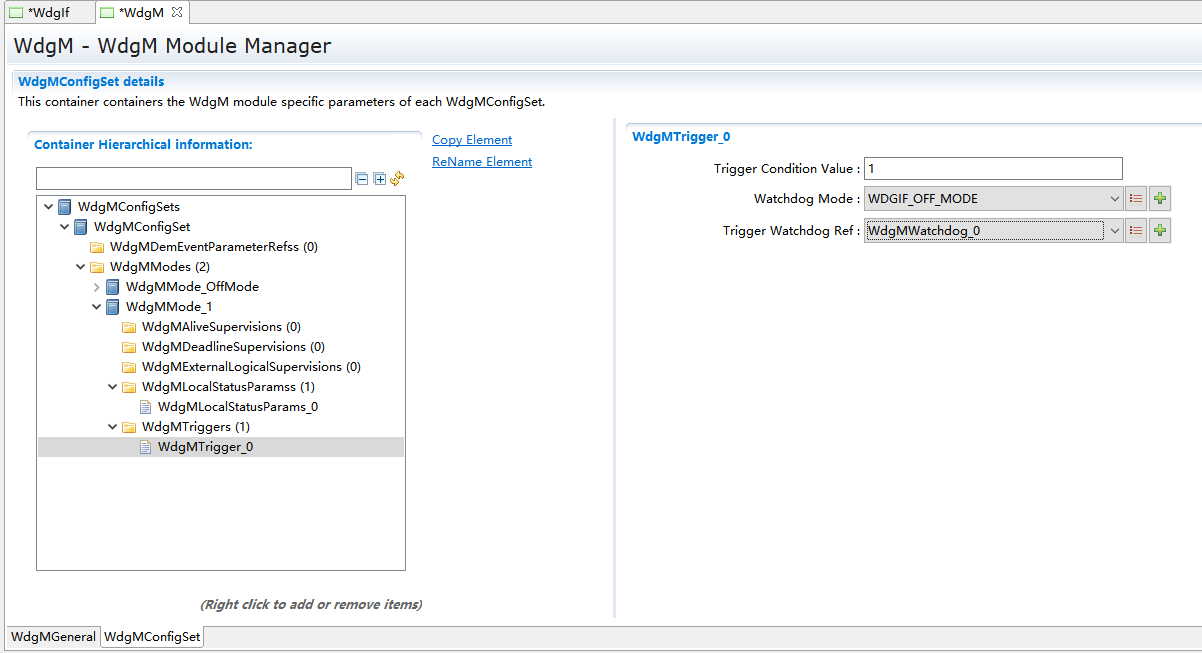 *WdgIf
*WdgM
WdgM - WdgM Module Manager
WdgMConfigSet details
This container containers the WdgM module specific parameters of each WdgMConfigSet.
Container Hierarchical information:
Copy Element
ReName Element
WdgMConfigSets
WdgMConfigSet
WdgMDemEventParameterRefss (0)
WdgMModes (2)
WdgMMode_OffMode
WdgMMode_1
WdgMAliveSupervisions (0)
WdgMDeadlineSupervisions (0)
WdgMExternalLogicalSupervisions (0)
WdgMLocalStatusParamss (1)
WdgMLocalStatusParams_0
WdgMTriggers (1)
WdgMTrigger_0
(Right click to add or remove items)
WdgMTrigger_0
Trigger Condition Value : 1
Watchdog Mode : WDGIF_OFF_MODE
Trigger Watchdog Ref : WdgMWatchdog_0
WdgMGeneral
WdgMConfigSet